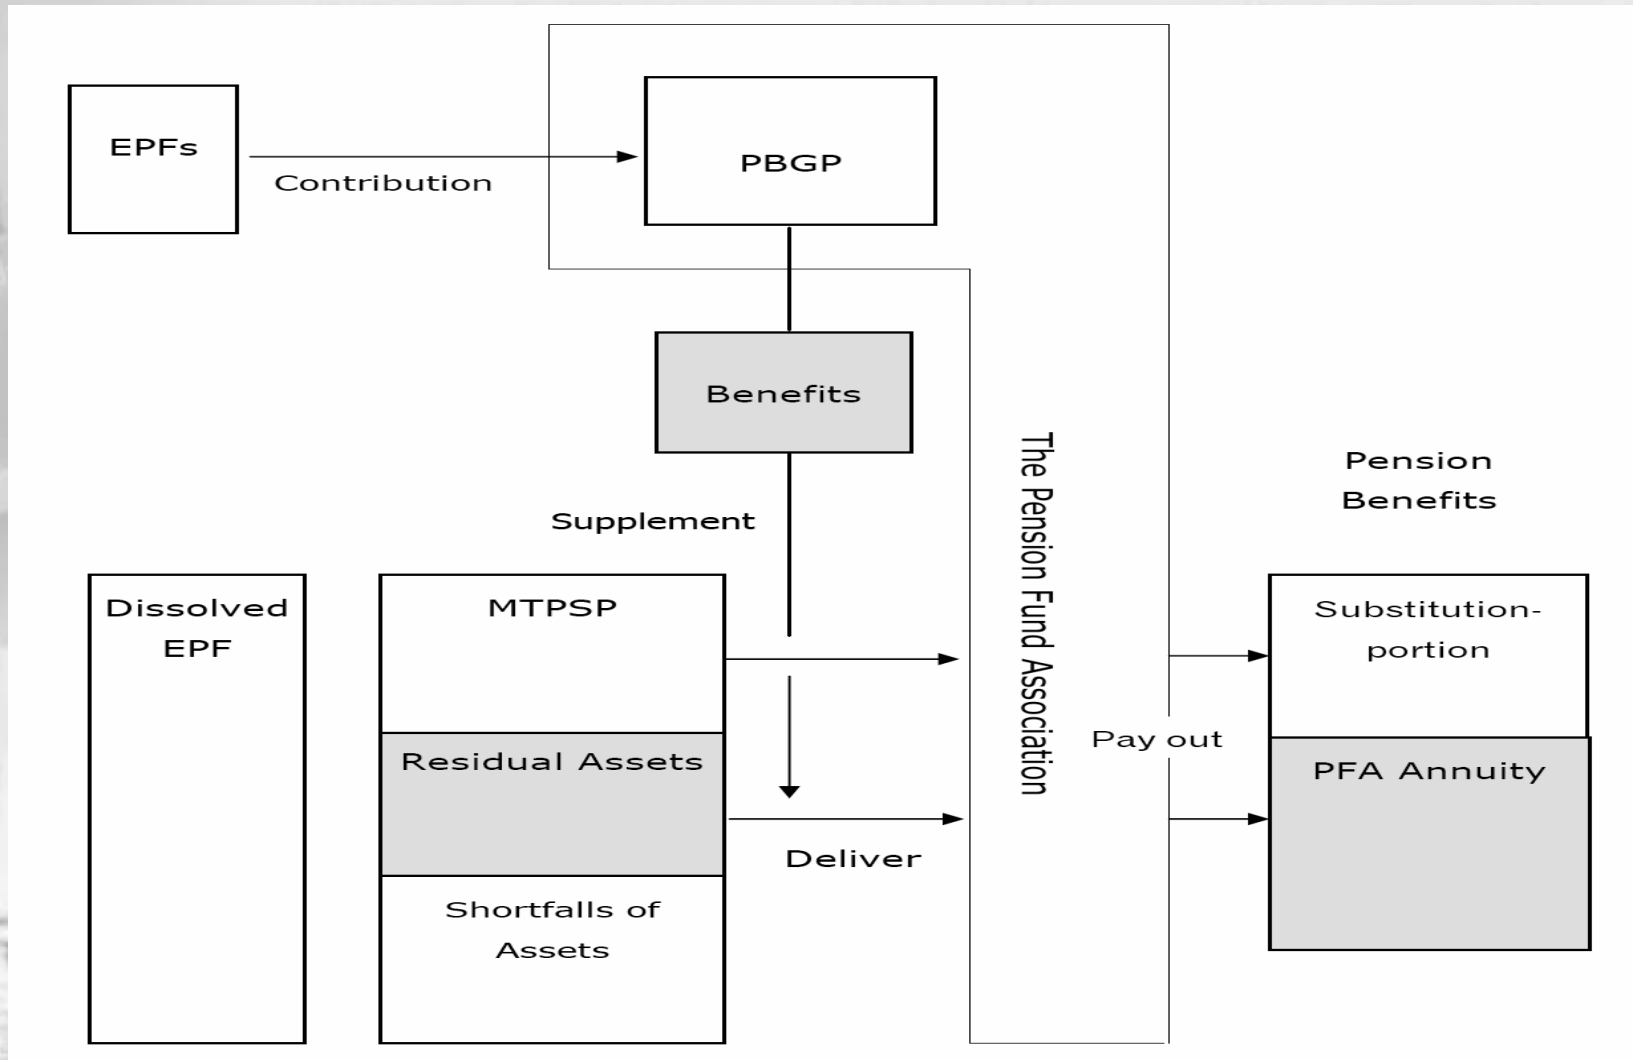 EPFs
Contribution
PBGP
Benefits
Supplement
The Pension Fund Association
Pension
Benefits
Dissolved
EPF
MTPSP
Residual Assets
Shortfalls of
Assets
Deliver
Pay out
Substitution-
portion
PFA Annuity